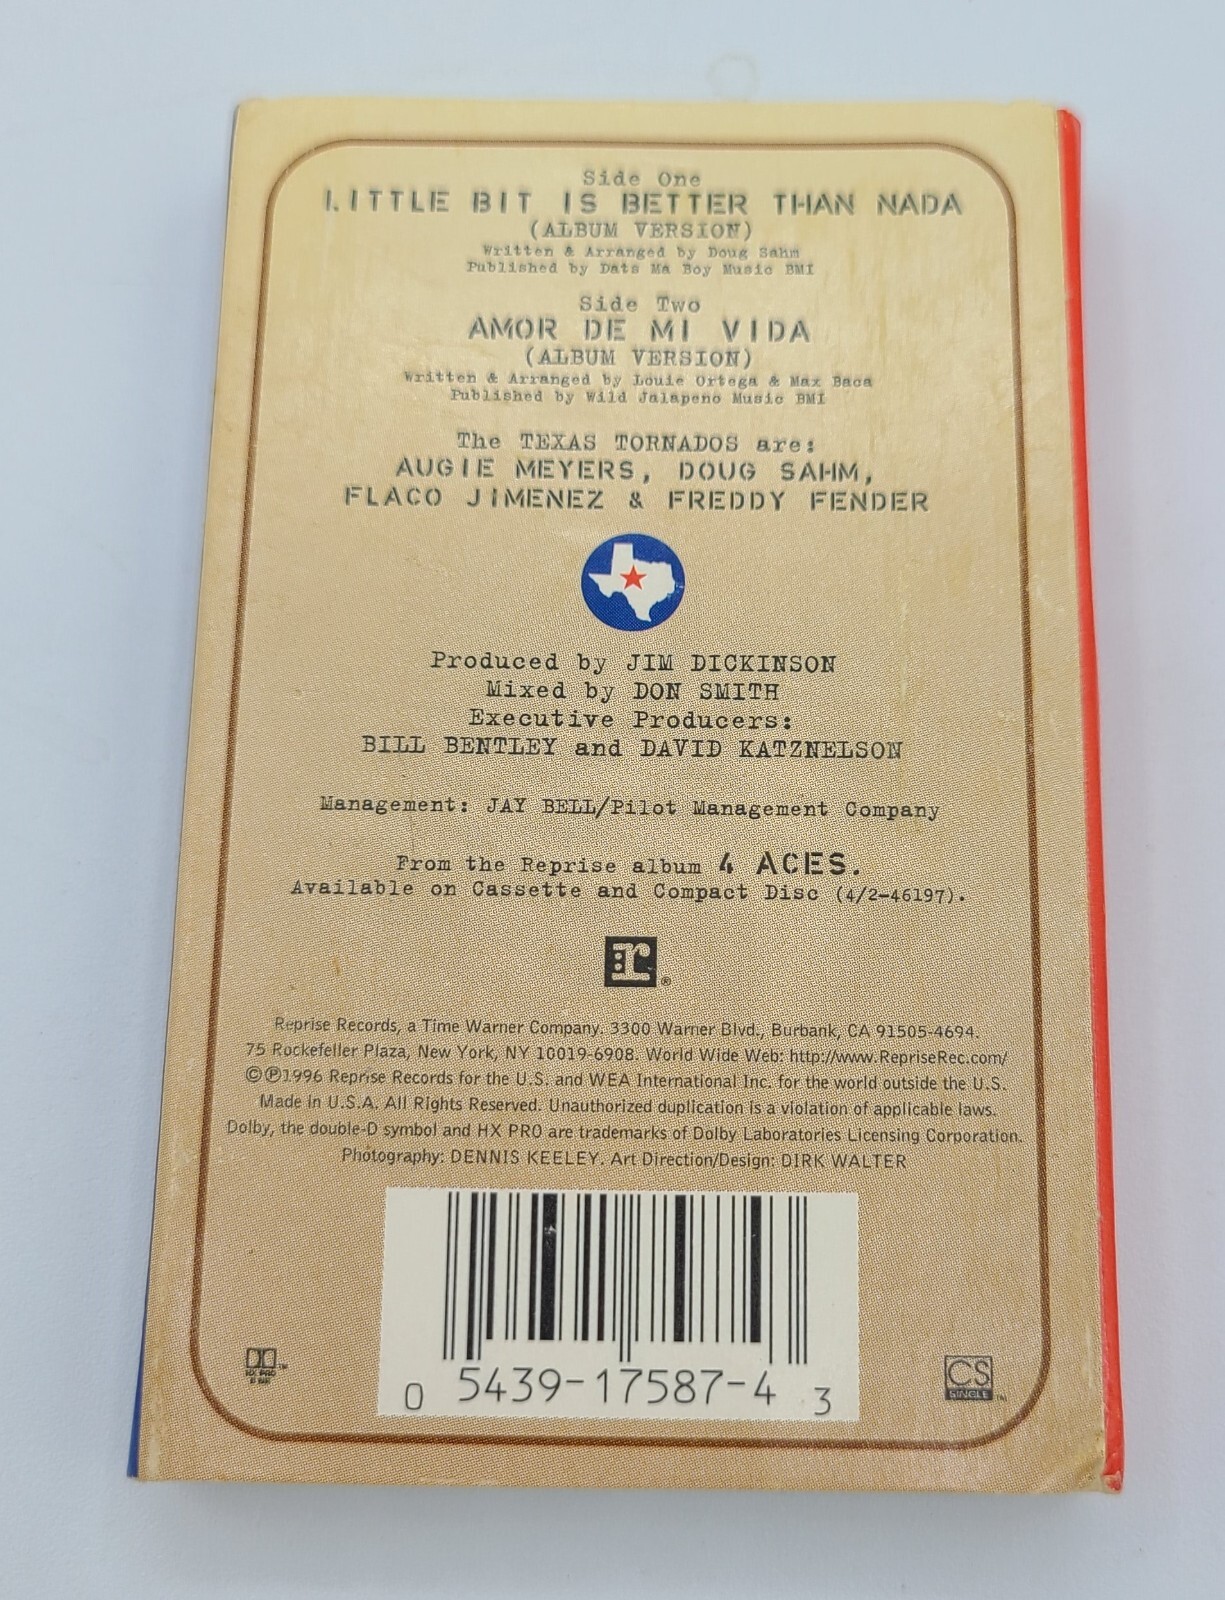 Side One
LITTLE BIT IS BETTER THAN NADA
(ALBUM VERSION)
Written & Arranged by Doug Sahm
Published by Dats Ma Boy Music BMI
Side Two
AMOR DE MI VIDA
(ALBUM VERSION)
Written & Arranged by Louie Ortega & Max Baca
Published by Wild Jalapeno Music BMI
The TEXAS TORNADOS are:
AUGIE MEYERS, DOUG SAHM,
FLACO JIMENEZ & FREDDY FENDER
Produced by JIM DICKINSON
Mixed by DON SMITH
Executive Producers:
BILL BENTLEY and DAVID KATZNELSON
Management: JAY BELL/Pilot Management Company
From the Reprise album 4 ACES.
Available on Cassette and Compact Disc (4/2-46197).
r®
Reprise Records, a Time Warner Company. 3300 Warner Blvd., Burbank, CA 91505-4694.
75 Rockefeller Plaza, New York, NY 10019-6908. World Wide Web: http://www.RepriseRec.com/
©℗1996 Reprise Records for the U.S. and WEA International Inc. for the world outside the U.S.
Made in U.S.A. All Rights Reserved. Unauthorized duplication is a violation of applicable laws.
Dolby, the double-D symbol and HX PRO are trademarks of Dolby Laboratories Licensing Corporation.
Photography: DENNIS KEELEY. Art Direction/Design: DIRK WALTER
0 5439-17587-4 3
HX PRO
CS
SINGLE™